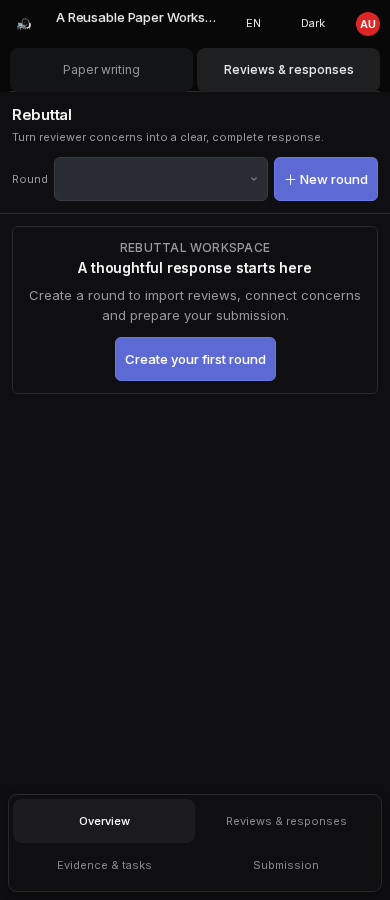 A Reusable Paper Works…
EN
Dark
AU
Paper writing
Reviews & responses
Rebuttal
Turn reviewer concerns into a clear, complete response.
Round
+ New round
REBUTTAL WORKSPACE
A thoughtful response starts here
Create a round to import reviews, connect concerns
and prepare your submission.
Create your first round
Overview
Reviews & responses
Evidence & tasks
Submission